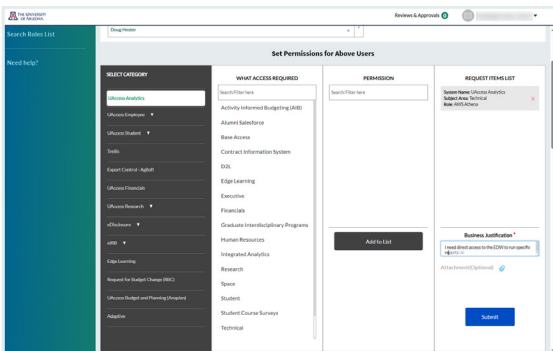 THE UNIVERSITY
OF ARIZONA
Reviews & Approvals 0
Search Roles List
Need help?
Doug Hester
Set Permissions for Above Users
SELECT CATEGORY
UAccess Analytics
UAccess Employee
UAccess Student
Trellis
Export Control - Agiloft
UAccess Financials
UAccess Research
eDisclosure
eIRB
Edge Learning
Request for Budget Change (RBC)
UAccess Budget and Planning (Anaplan)
Adaptive
WHAT ACCESS REQUIRED
Search/Filter here
Activity Informed Budgeting (AIB)
Alumni Salesforce
Base Access
Contract Information System
D2L
Edge Learning
Executive
Financials
Graduate Interdisciplinary Programs
Human Resources
Integrated Analytics
Research
Space
Student
Student Course Surveys
Technical
PERMISSION
Search/Filter here
Add to List
REQUEST ITEMS LIST
System Name: UAccess Analytics
Subject Area: Technical
Role: AWS Athena
Business Justification *
I need direct access to the EDW to run specific
Attachment(Optional)
Submit